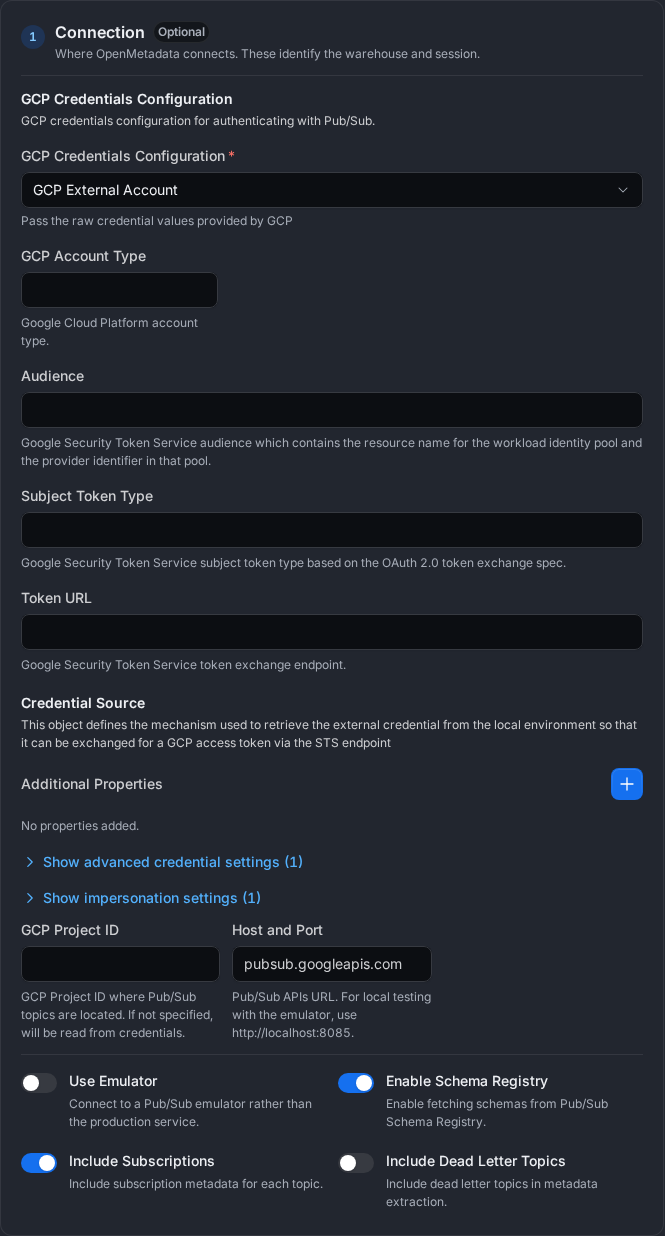 1
Connection Optional
Where OpenMetadata connects. These identify the warehouse and session.
GCP Credentials Configuration
GCP credentials configuration for authenticating with Pub/Sub.
GCP Credentials Configuration *
GCP External Account
Pass the raw credential values provided by GCP
GCP Account Type
Google Cloud Platform account
type.
Audience
Google Security Token Service audience which contains the resource name for the workload identity pool and
the provider identifier in that pool.
Subject Token Type
Google Security Token Service subject token type based on the OAuth 2.0 token exchange spec.
Token URL
Google Security Token Service token exchange endpoint.
Credential Source
This object defines the mechanism used to retrieve the external credential from the local environment so that
it can be exchanged for a GCP access token via the STS endpoint
Additional Properties
No properties added.
Show advanced credential settings (1)
Show impersonation settings (1)
GCP Project ID
GCP Project ID where Pub/Sub
topics are located. If not specified,
will be read from credentials.
Host and Port
pubsub.googleapis.com
Pub/Sub APIs URL. For local testing
with the emulator, use
http://localhost:8085.
Use Emulator
Connect to a Pub/Sub emulator rather than
the production service.
Enable Schema Registry
Enable fetching schemas from Pub/Sub
Schema Registry.
Include Subscriptions
Include subscription metadata for each topic.
Include Dead Letter Topics
Include dead letter topics in metadata
extraction.